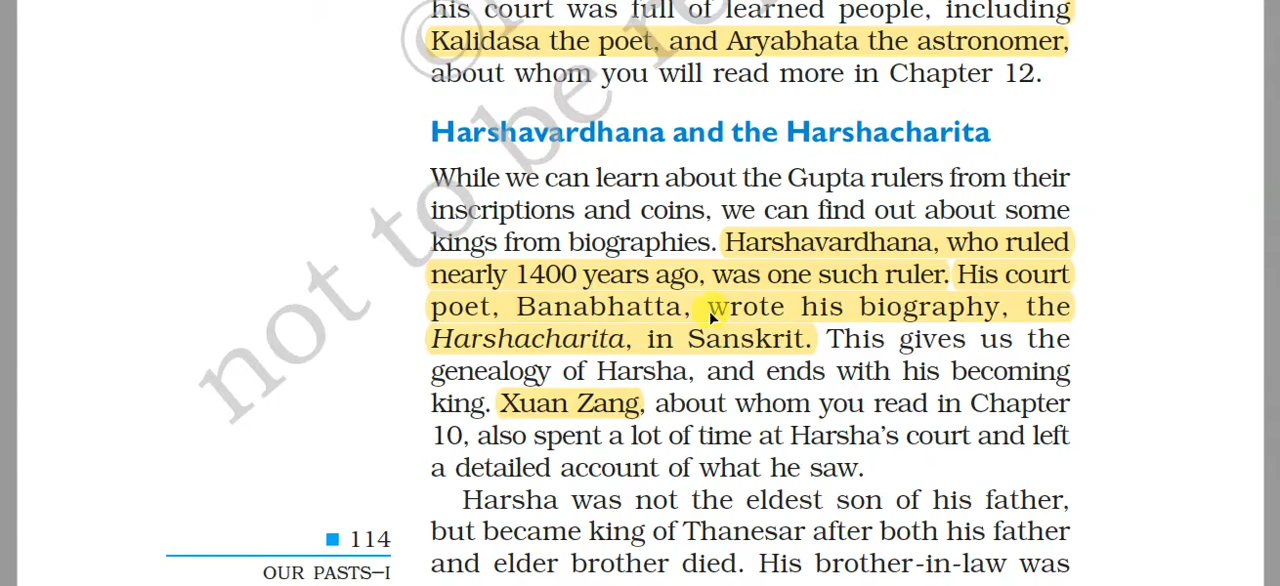 his court was full of learned people, including
Kalidasa the poet, and Aryabhata the astronomer,
about whom you will read more in Chapter 12.
Harshavardhana and the Harshacharita
While we can learn about the Gupta rulers from their
inscriptions and coins, we can find out about some
kings from biographies. Harshavardhana, who ruled
nearly 1400 years ago, was one such ruler. His court
poet, Banabhatta, wrote his biography, the
Harshacharita, in Sanskrit. This gives us the
genealogy of Harsha, and ends with his becoming
king. Xuan Zang, about whom you read in Chapter
10, also spent a lot of time at Harsha's court and left
a detailed account of what he saw.
Harsha was not the eldest son of his father,
but became king of Thanesar after both his father
and elder brother died. His brother-in-law was
114
OUR PASTS–I
©
not to be re